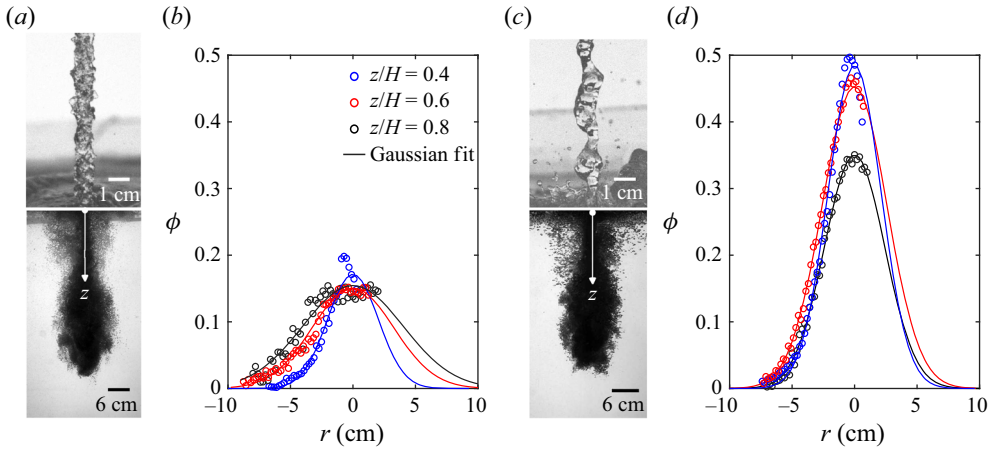 (a)
(b)
(c)
(d)
1 cm
z
6 cm
0.5
0.4
0.3
ϕ
0.2
0.1
0
−10
−5
0
5
10
r (cm)
z/H = 0.4
z/H = 0.6
z/H = 0.8
Gaussian fit
1 cm
z
6 cm
0.5
0.4
0.3
ϕ
0.2
0.1
0
−10
−5
0
5
10
r (cm)